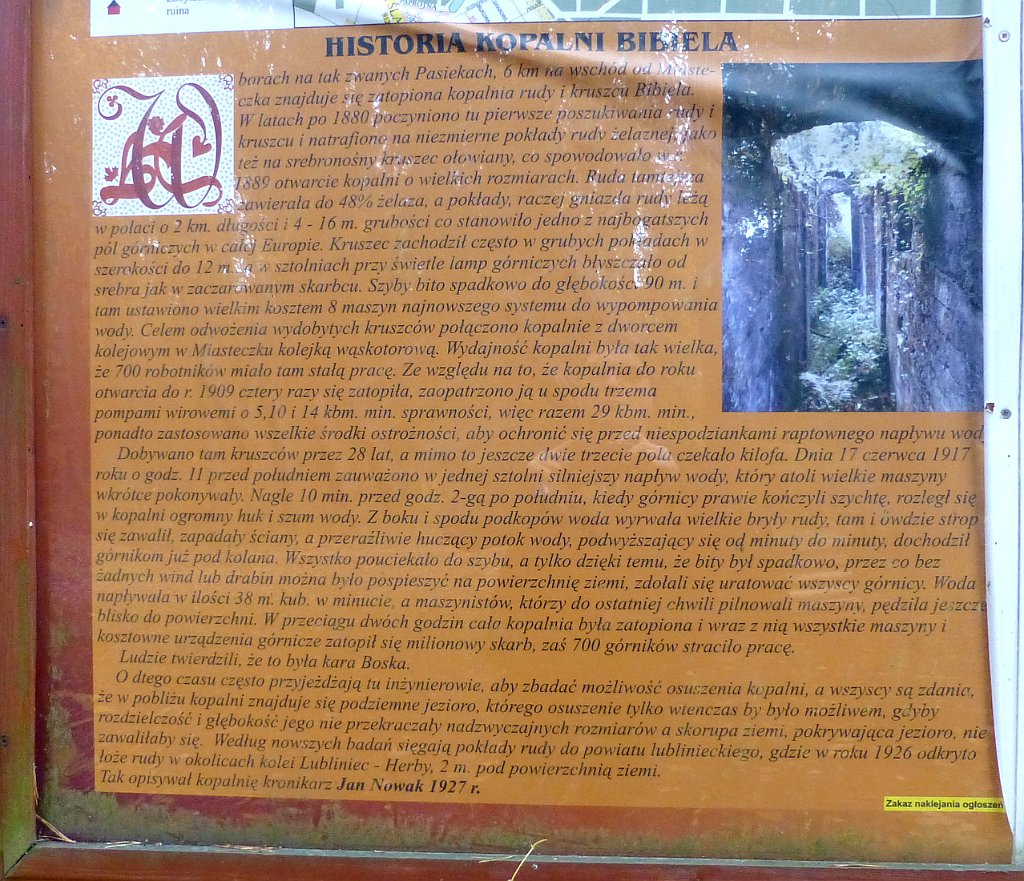 ruina
HISTORIA KOPALNI BIBIELA
W borach na tak zwanych Pasiekach, 6 km na wschód od Miaste-
czka znajduje się zatopiona kopalnia rudy i kruszcu Bibiela.
W latach po 1880 poczyniono tu pierwsze poszukiwania rudy i
kruszcu i natrafiono na niezmierne pokłady rudy żelaznej, jako
też na srebronośny kruszec ołowiany, co spowodowało w r.
1889 otwarcie kopalni o wielkich rozmiarach. Ruda tamtejsza
zawierała do 48% żelaza, a pokłady, raczej gniazda rudy leżą
w połaci o 2 km. długości i 4 - 16 m. grubości co stanowiło jedno z najbogatszych
pól górniczych w całej Europie. Kruszec zachodził często w grubych pokładach w
szerokości do 12 m. a w sztolniach przy świetle lamp górniczych błyszczało od
srebra jak w zaczarowanym skarbcu. Szyby bito spadkowo do głębokości 90 m. i
tam ustawiono wielkim kosztem 8 maszyn najnowszego systemu do wypompowania
wody. Celem odwożenia wydobytych kruszców połączono kopalnie z dworcem
kolejowym w Miasteczku kolejką wąskotorową. Wydajność kopalni była tak wielka,
że 700 robotników miało tam stałą pracę. Ze względu na to, że kopalnia do roku
otwarcia do r. 1909 cztery razy się zatopiła, zaopatrzono ją u spodu trzema
pompami wirowemi o 5,10 i 14 kbm. min. sprawności, więc razem 29 kbm. min.,
ponadto zastosowano wszelkie środki ostrożności, aby ochronić się przed niespodziankami raptownego napływu wod
Dobywano tam kruszców przez 28 lat, a mimo to jeszcze dwie trzecie pola czekało kilofa. Dnia 17 czerwca 1917
roku o godz. 11 przed południem zauważono w jednej sztolni silniejszy napływ wody, który atoli wielkie maszyny
wkrótce pokonywały. Nagle 10 min. przed godz. 2-gą po południu, kiedy górnicy prawie kończyli szychtę, rozległ się
w kopalni ogromny huk i szum wody. Z boku i spodu podkopów woda wyrwała wielkie bryły rudy, tam i ówdzie strop
się zawalił, zapadały ściany, a przeraźliwie huczący potok wody, podwyższający się od minuty do minuty, dochodził
górnikom już pod kolana. Wszystko pouciekało do szybu, a tylko dzięki temu, że bity był spadkowo, przez co bez
żadnych wind lub drabin można było pospieszyć na powierzchnię ziemi, zdołali się uratować wszyscy górnicy. Woda
napływała w ilości 38 m. kub. w minucie, a maszynistów, którzy do ostatniej chwili pilnowali maszyny, pędziła jeszcze
blisko do powierzchni. W przeciągu dwóch godzin cało kopalnia była zatopiona i wraz z nią wszystkie maszyny i
kosztowne urządzenia górnicze zatopił się milionowy skarb, zaś 700 górników straciło pracę.
Ludzie twierdzili, że to była kara Boska.
O dtego czasu często przyjeżdżają tu inżynierowie, aby zbadać możliwość osuszenia kopalni, a wszyscy są zdania,
że w pobliżu kopalni znajduje się podziemne jezioro, którego osuszenie tylko wienczas by było możliwem, gdyby
rozdzielczość i głębokość jego nie przekraczały nadzwyczajnych rozmiarów a skorupa ziemi, pokrywająca jezioro, nie
zawaliłaby się. Według nowszych badań sięgają pokłady rudy do powiatu lublinieckiego, gdzie w roku 1926 odkryto
łoże rudy w okolicach kolei Lubliniec - Herby, 2 m. pod powierzchnią ziemi.
Tak opisywał kopalnię kronikarz Jan Nowak 1927 r.
Zakaz naklejania ogłoszeń